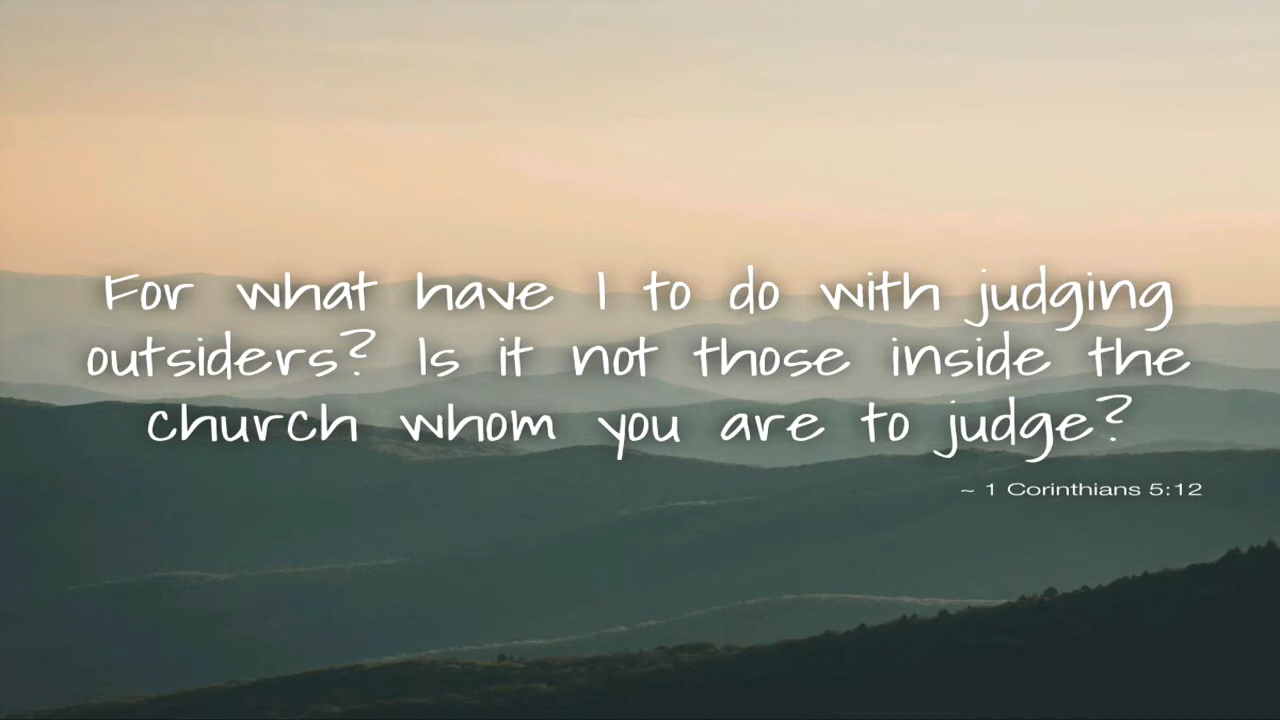 For what have I to do with judging
outsiders? Is it not those inside the
church whom you are to judge?
~ 1 Corinthians 5:12